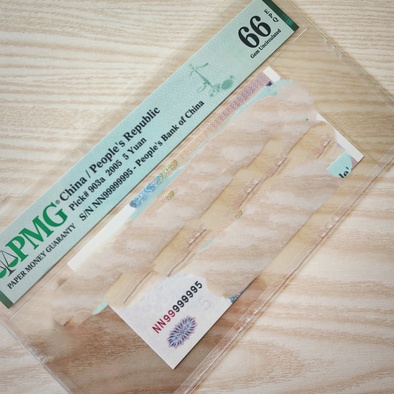 PMG®
PAPER MONEY GUARANTY
China / People's Republic
Pick# 903a 2005 5 Yuan
S/N NN99999995 - People's Bank of China
66 EPQ
Gem Uncirculated
NN99999995